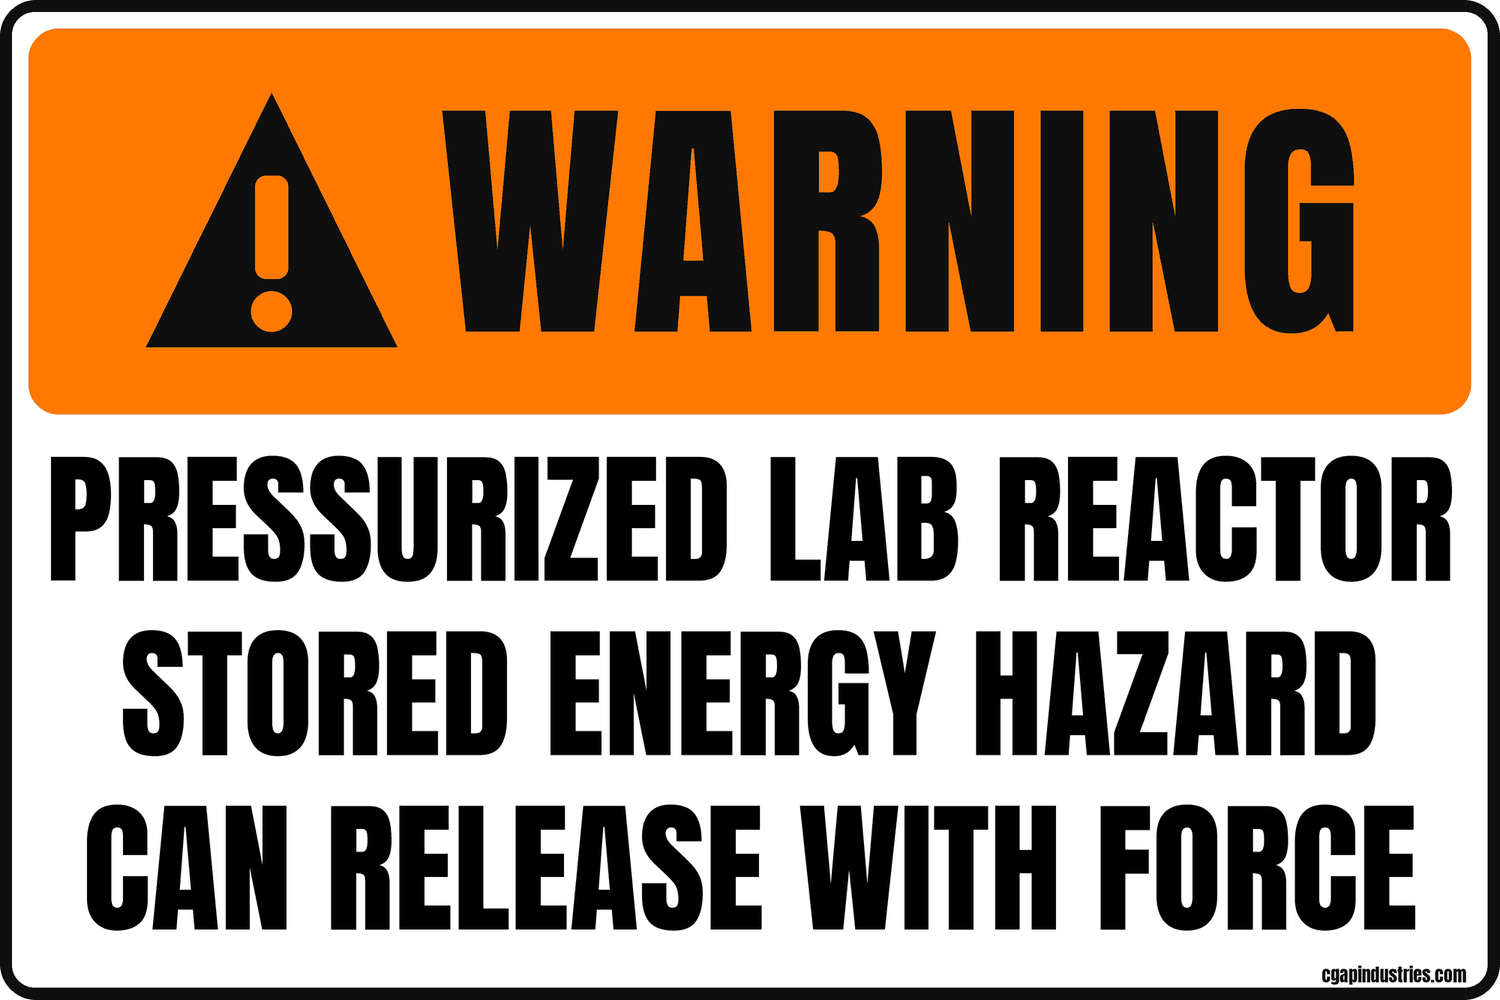 WARNING
PRESSURIZED LAB REACTOR
STORED ENERGY HAZARD
CAN RELEASE WITH FORCE
cgapindustries.com